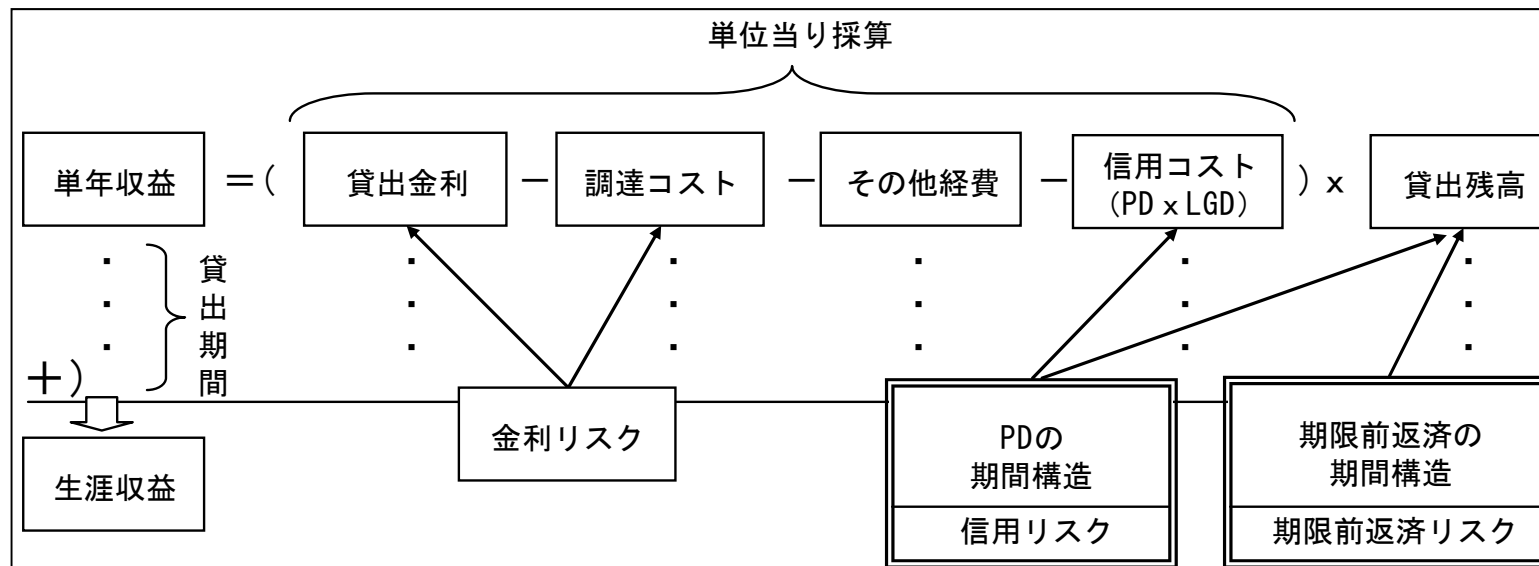 単位当り採算
単年収益 =( 貸出金利 − 調達コスト − その他経費 − 信用コスト (PDxLGD) ) x 貸出残高
貸出期間
+)
生涯収益
金利リスク
PDの
期間構造
信用リスク
期限前返済の
期間構造
期限前返済リスク